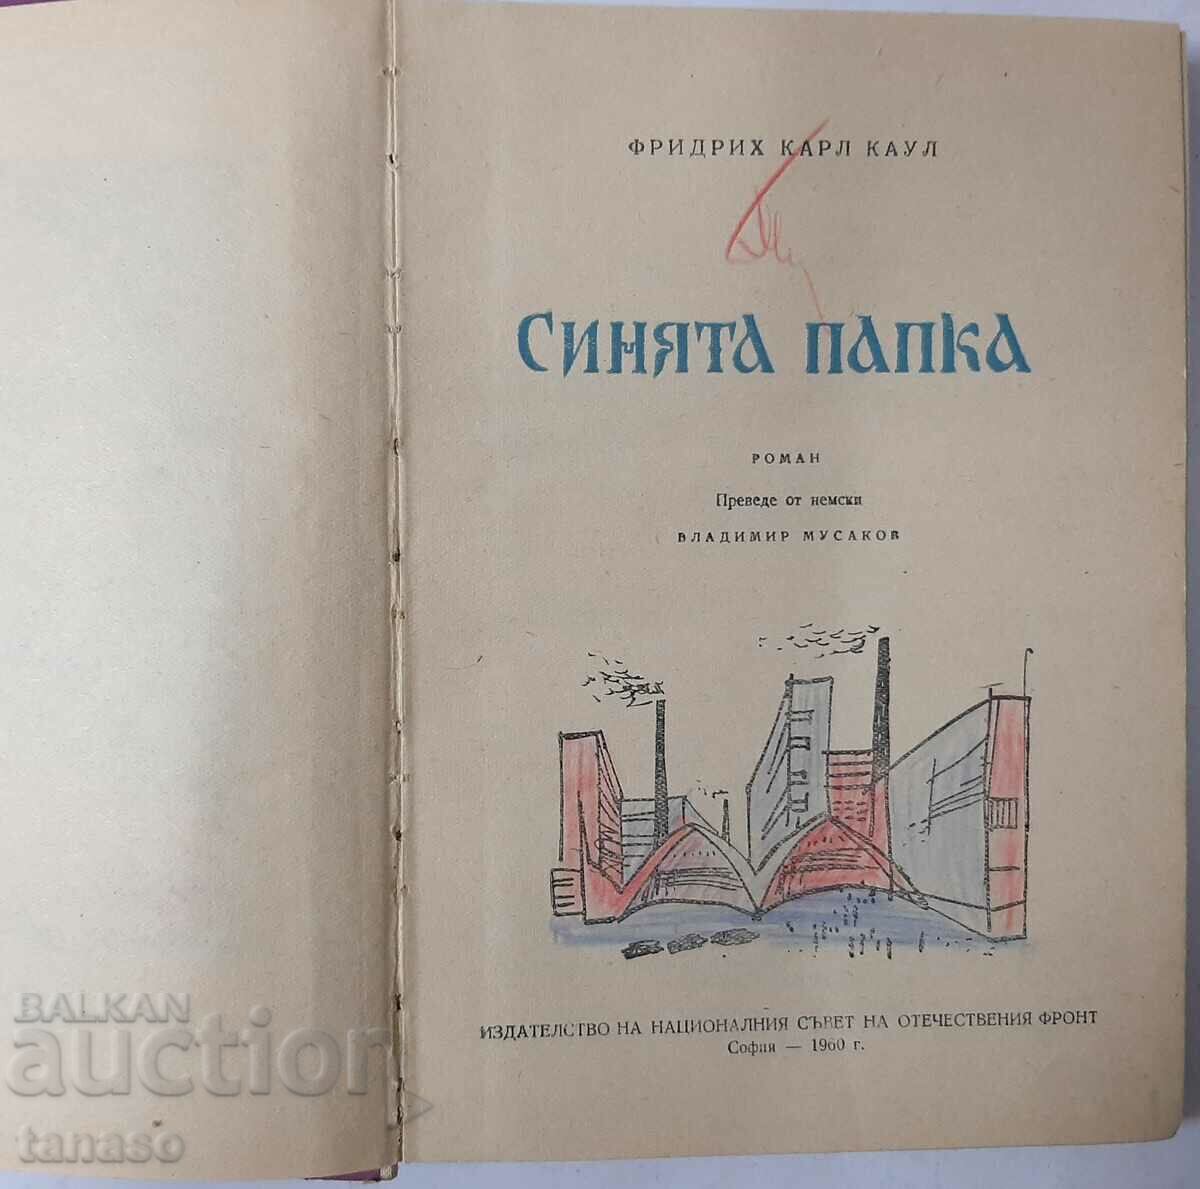 ФРИДРИХ КАРЛ КАУЛ
СИНЯТА ПАПКА
РОМАН
Преведе от немски
ВЛАДИМИР МУСАКОВ
ИЗДАТЕЛСТВО НА НАЦИОНАЛНИЯ СЪВЕТ НА ОТЕЧЕСТВЕНИЯ ФРОНТ
София — 1960 г.
BALKAN
auction
tanaso